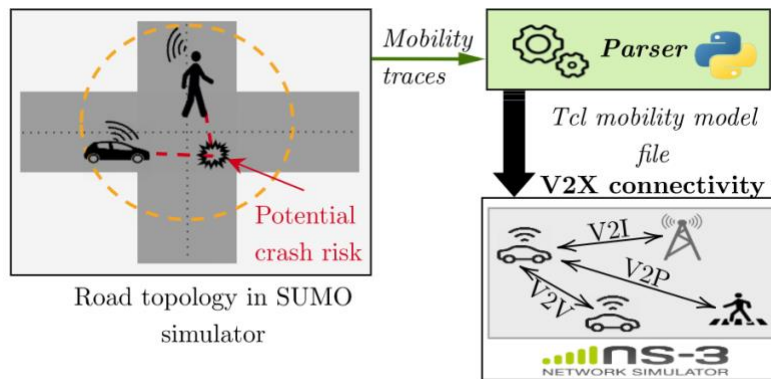 Potential
crash risk
Road topology in SUMO
simulator
Mobility
traces
Parser
Tcl mobility model
file
V2X connectivity
V2I
V2P
V2V
ns-3
NETWORK SIMULATOR